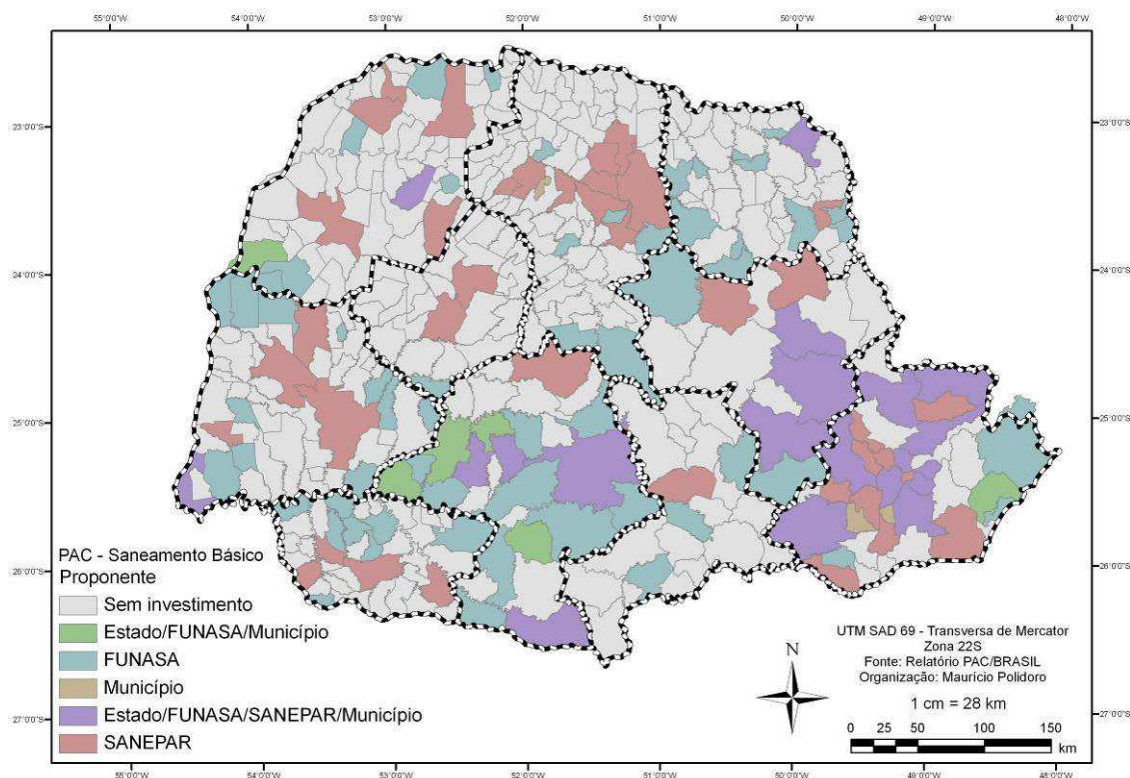 55°0'0"O 54°0'0"O 53°0'0"O 52°0'0"O 51°0'0"O 50°0'0"O 49°0'0"O 48°0'0"O
23°0'0"S 23°0'0"S
24°0'0"S 24°0'0"S
25°0'0"S 25°0'0"S
26°0'0"S 26°0'0"S
27°0'0"S 27°0'0"S
PAC - Saneamento Básico
Proponente
Sem investimento
Estado/FUNASA/Município
FUNASA
Município
Estado/FUNASA/SANEPAR/Município
SANEPAR
N
UTM SAD 69 - Transversa de Mercator
Zona 22S
Fonte: Relatório PAC/BRASIL
Organização: Maurício Polidoro
1 cm = 28 km
0 25 50 100 150
km
55°0'0"O 54°0'0"O 53°0'0"O 52°0'0"O 51°0'0"O 50°0'0"O 49°0'0"O 48°0'0"O